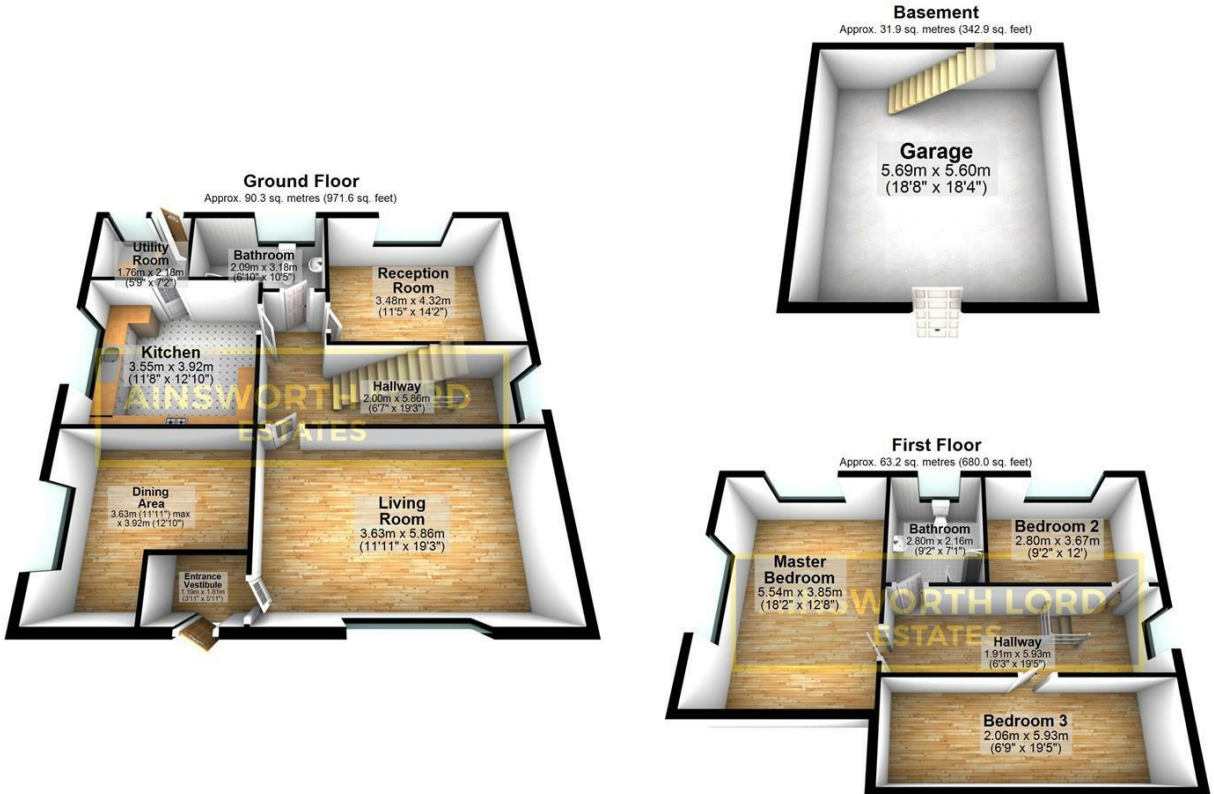 Basement
Approx. 31.9 sq. metres (342.9 sq. feet)
Garage
5.69m x 5.60m
(18'8" x 18'4")
Ground Floor
Approx. 90.3 sq. metres (971.6 sq. feet)
Utility
Room
1.76m x 2.18m
(5'9" x 7'2")
Bathroom
2.09m x 3.18m
(6'10" x 10'5")
Reception
Room
3.48m x 4.32m
(11'5" x 14'2")
Kitchen
3.55m x 3.92m
(11'8" x 12'10")
Hallway
2.00m x 5.86m
(6'7" x 19'3")
AINSWORTH LORD
ESTATES
Dining
Area
3.63m (11'11") max
x 3.92m (12'10")
Living
Room
3.63m x 5.86m
(11'11" x 19'3")
Entrance
Vestibule
1.19m x 1.81m
(3'11" x 5'11")
First Floor
Approx. 63.2 sq. metres (680.0 sq. feet)
Bathroom
2.80m x 2.16m
(9'2" x 7'1")
Bedroom 2
2.80m x 3.67m
(9'2" x 12')
Master
Bedroom
5.54m x 3.85m
(18'2" x 12'8")
AINSWORTH LORD
ESTATES
Hallway
1.91m x 5.93m
(6'3" x 19'5")
Bedroom 3
2.06m x 5.93m
(6'9" x 19'5")